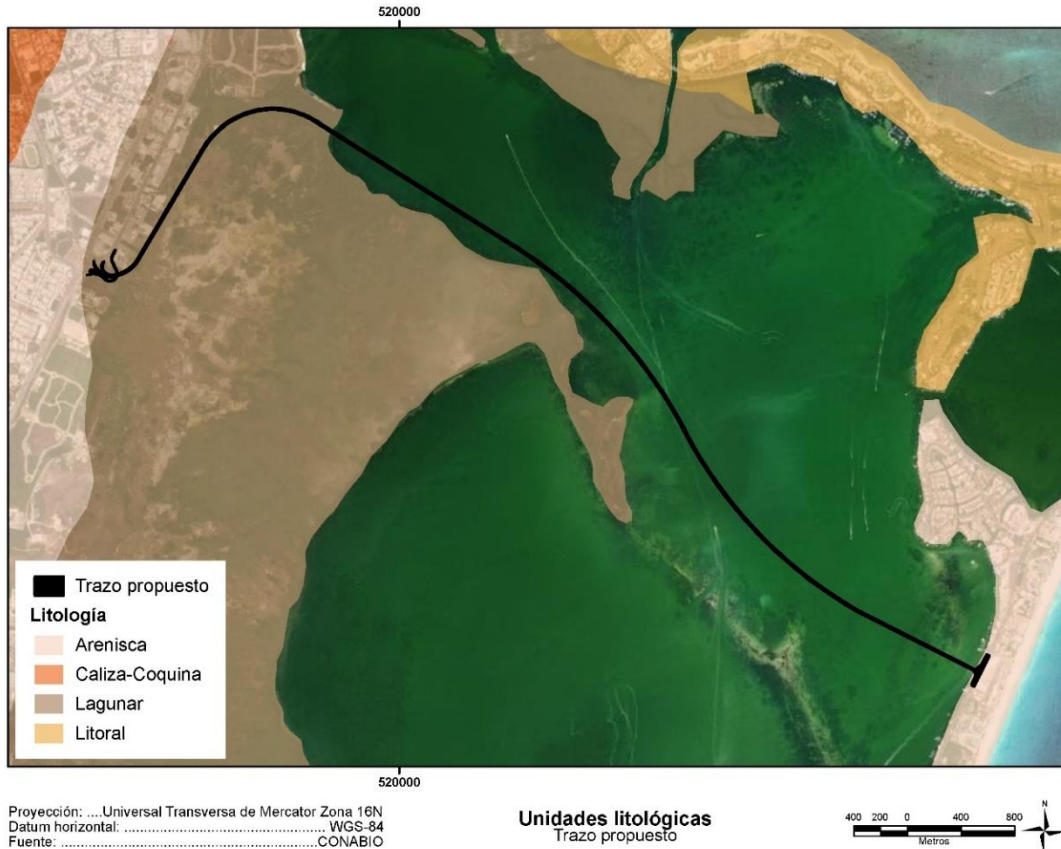 520000
Trazo propuesto
Litología
Arenisca
Caliza-Coquina
Lagunar
Litoral
520000
Proyección: ....Universal Transversa de Mercator Zona 16N
Datum horizontal: .................................................. WGS-84
Fuente: ..............................................................CONABIO
Unidades litológicas
Trazo propuesto
400 200 0 400 800
Metros
N